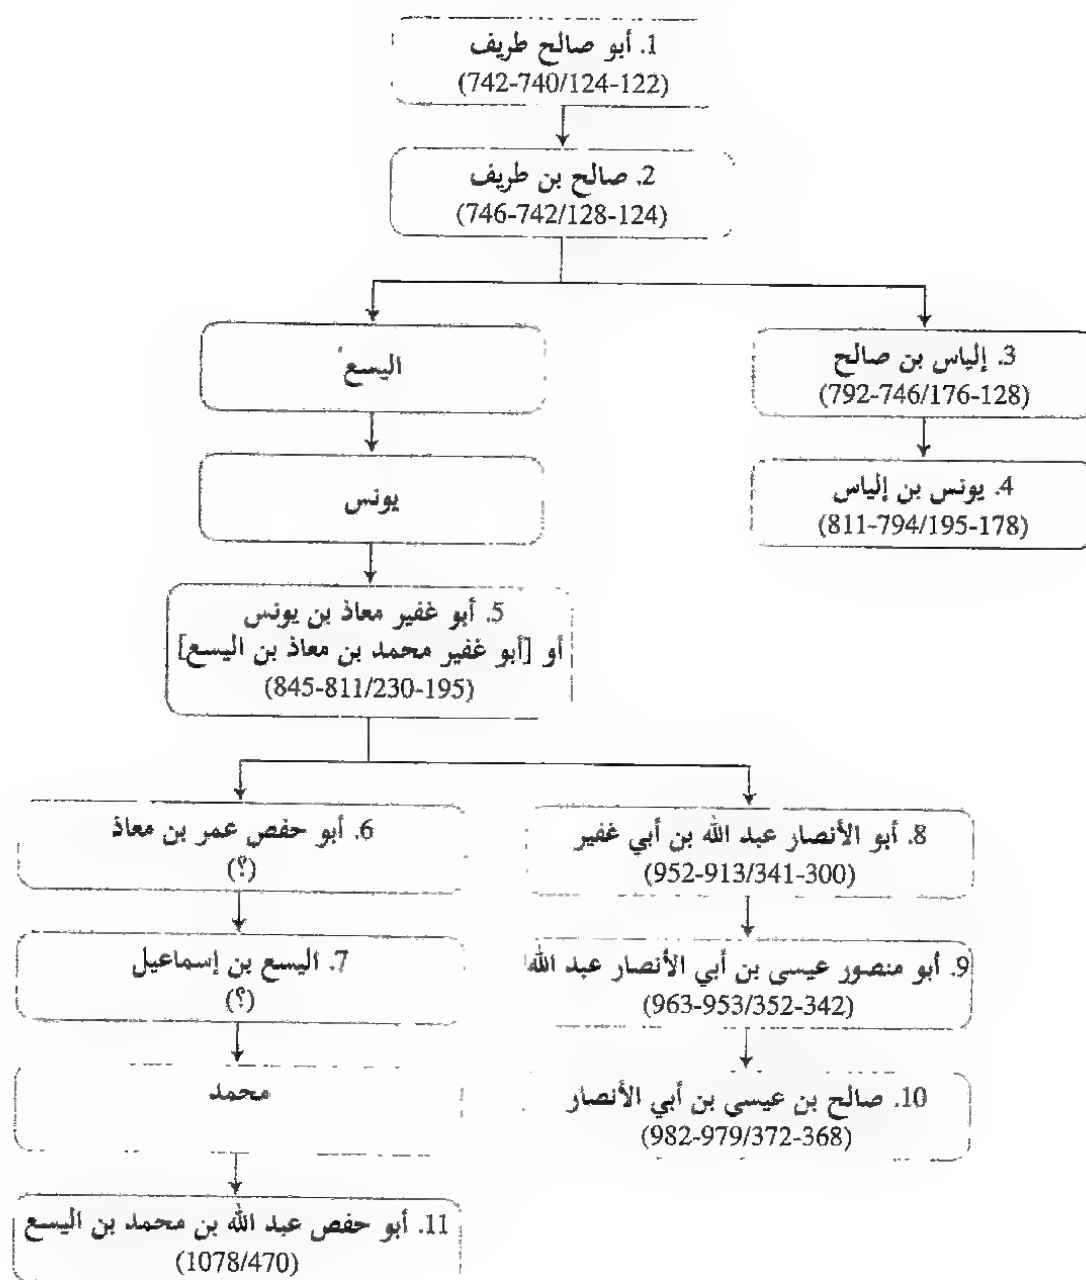 1. أبو صالح طريف
(742-740/124-122)
2. صالح بن طريف
(746-742/128-124)
اليسع
3. إلياس بن صالح
(792-746/176-128)
يونس
4. يونس بن إلياس
(811-794/195-178)
5. أبو غفير معاذ بن يونس
أو [أبو غفير محمد بن معاذ بن اليسع]
(845-811/230-195)
6. أبو حفص عمر بن معاذ
(؟)
8. أبو الأنصار عبد الله بن أبي غفير
(952-913/341-300)
7. اليسع بن إسماعيل
(؟)
9. أبو منصور عيسى بن أبي الأنصار عبد الله
(963-953/352-342)
محمد
10. صالح بن عيسى بن أبي الأنصار
(982-979/372-368)
11. أبو حفص عبد الله بن محمد بن اليسع
(1078/470)